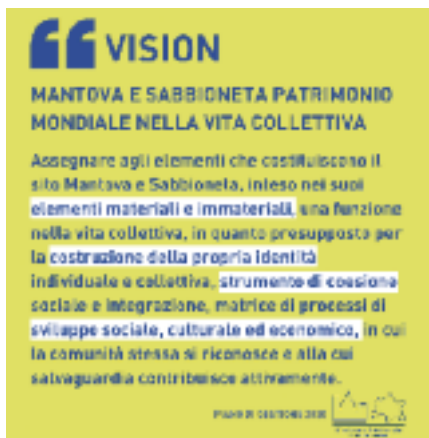 VISION
MANTOVA E SABBIONETA PATRIMONIO
MONDIALE NELLA VITA COLLETTIVA
Assegnare agli elementi che costituiscono il
sito Mantova e Sabbioneta, inteso nei suoi
elementi materiali e immateriali, una funzione
nella vita collettiva, in quanto presupposto per
la costruzione della propria identità
individuale e collettiva, strumento di coesione
sociale e integrazione, matrice di processi di
sviluppo sociale, culturale ed economico, in cui
la comunità stessa si riconosce e alla cui
salvaguardia contribuisce attivamente.
PIANO DI GESTIONE 2020